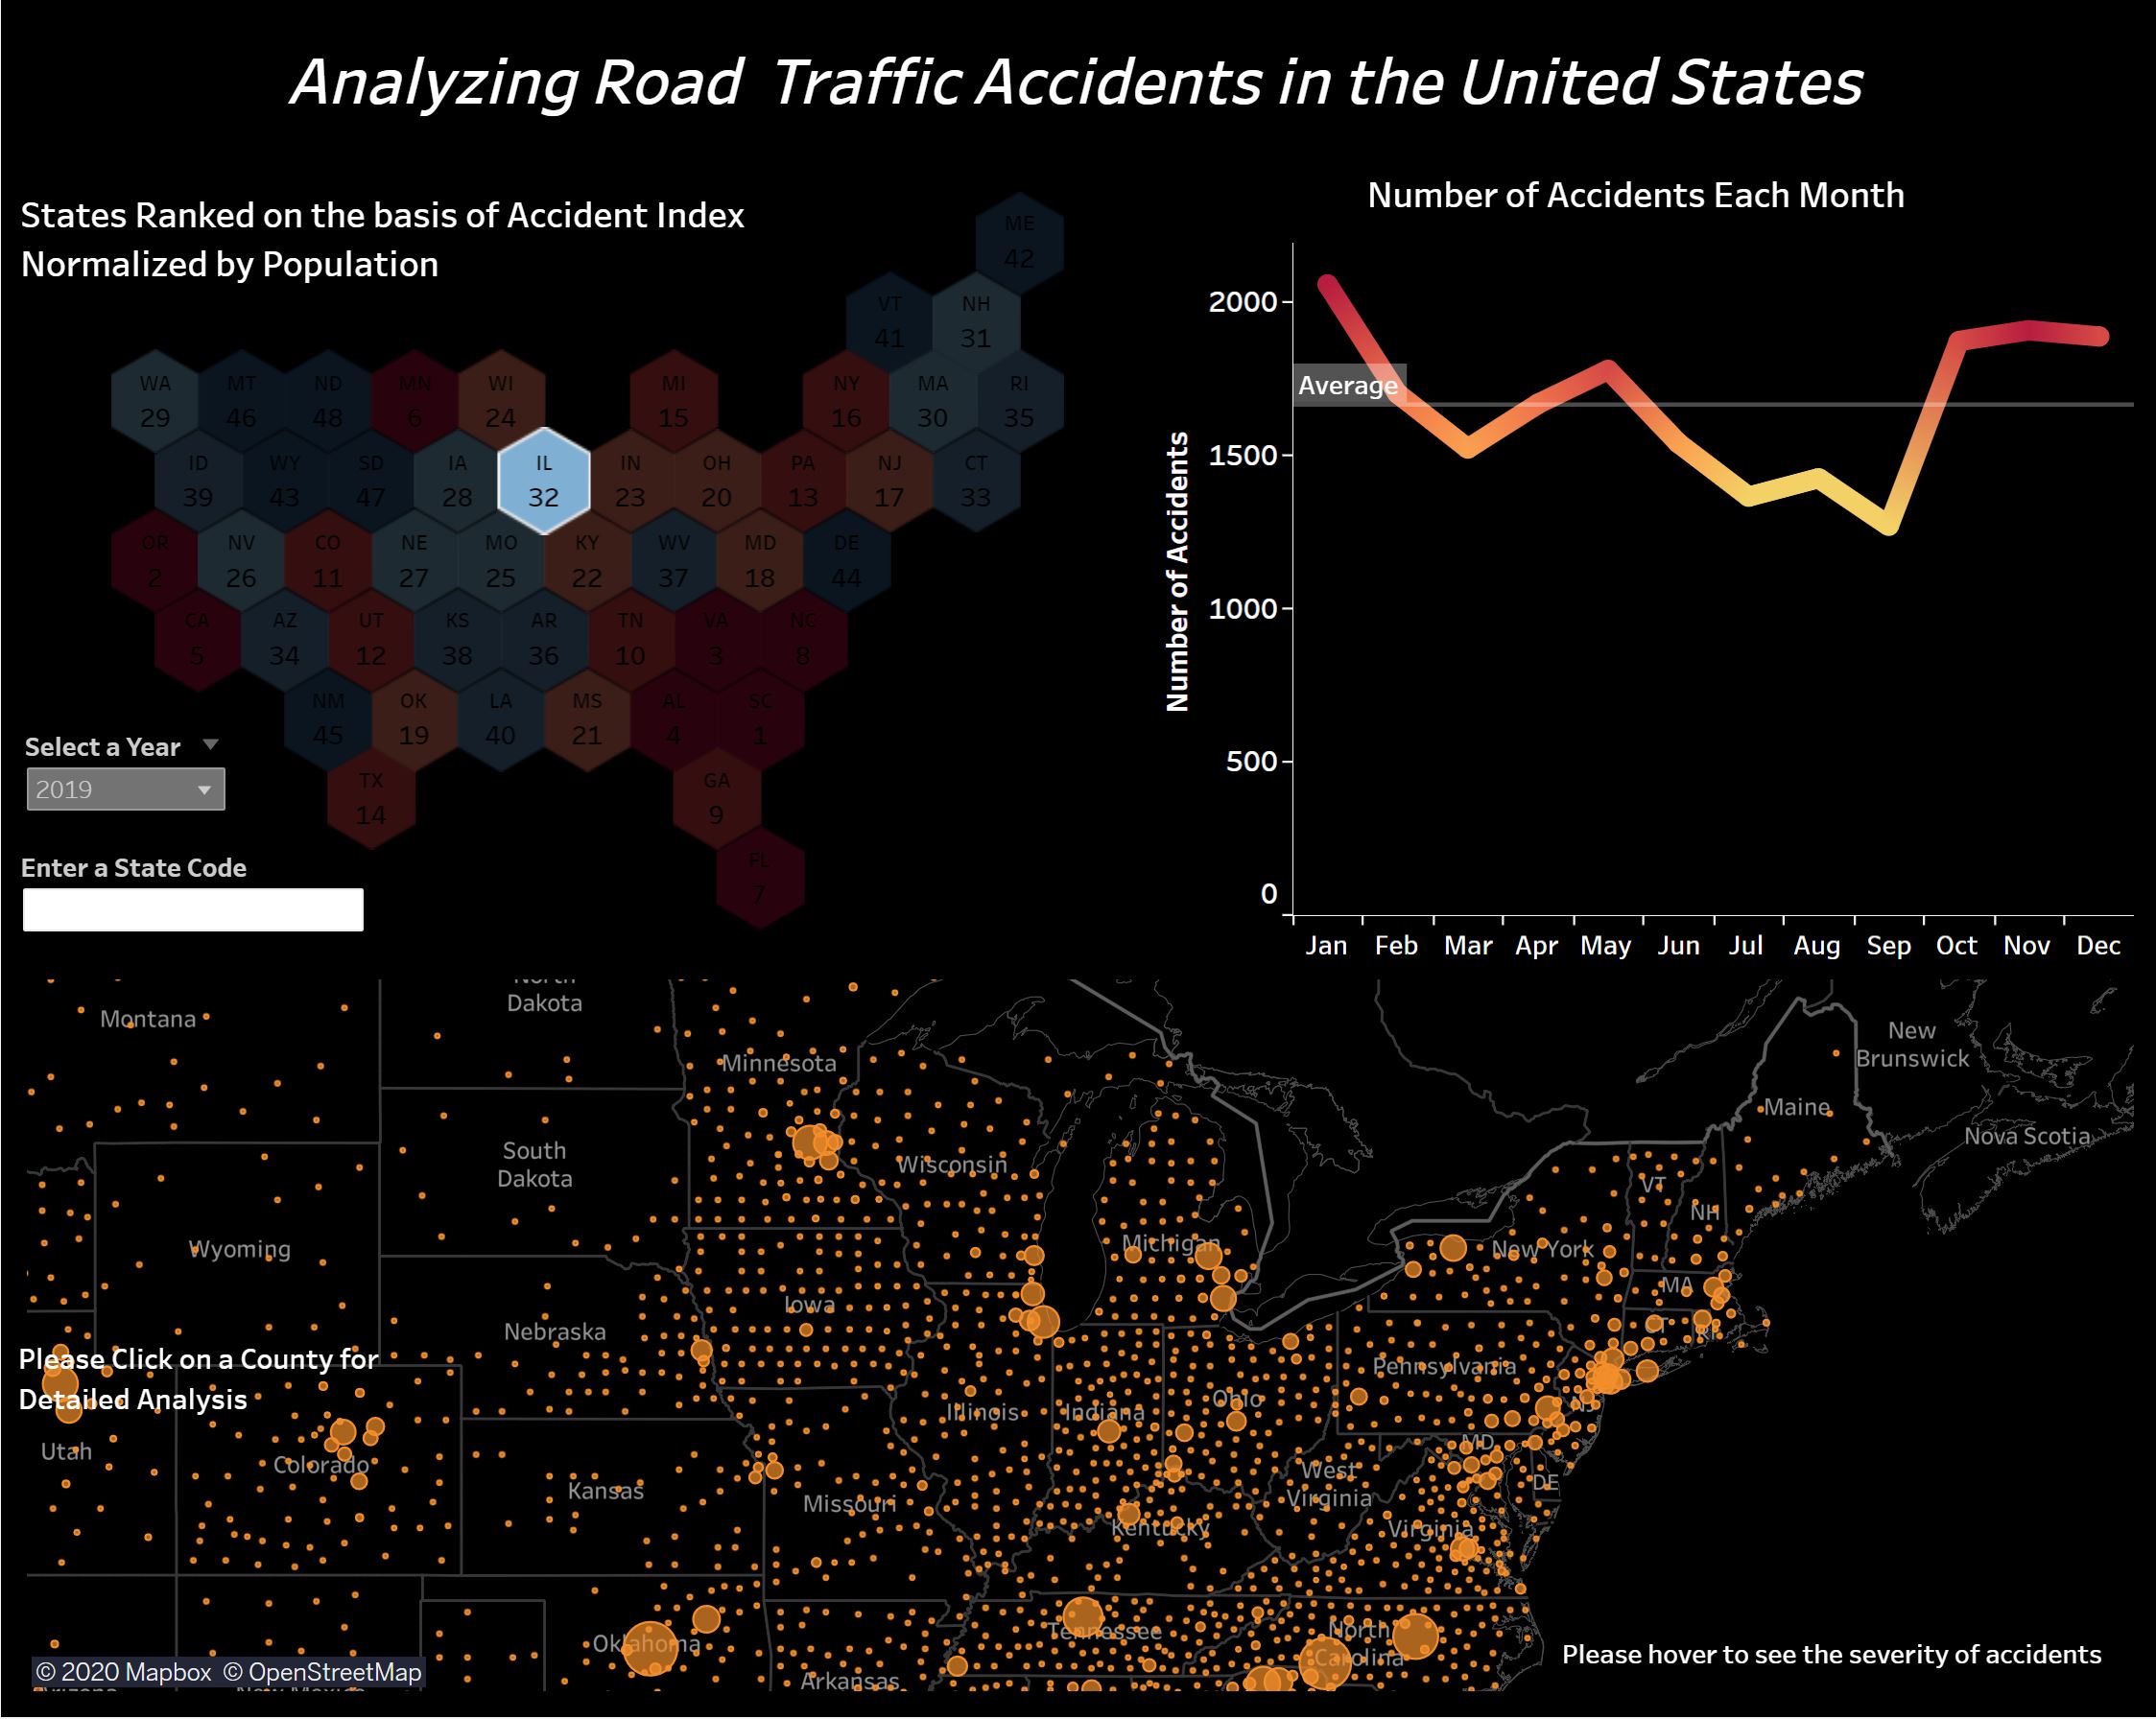 Analyzing Road Traffic Accidents in the United States
States Ranked on the basis of Accident Index
Normalized by Population
ME
42
VT
41
NH
31
WA
29
MT
46
ND
48
MN
6
WI
24
MI
15
NY
16
MA
30
RI
35
ID
39
WY
43
SD
47
IA
28
IL
32
IN
23
OH
20
PA
13
NJ
17
CT
33
OR
2
NV
26
CO
11
NE
27
MO
25
KY
22
WV
37
MD
18
DE
44
CA
5
AZ
34
UT
12
KS
38
AR
36
TN
10
VA
3
NC
8
NM
45
OK
19
LA
40
MS
21
AL
4
SC
1
TX
14
GA
9
FL
7
Select a Year
2019
Enter a State Code
Number of Accidents Each Month
Number of Accidents
2000
1500
1000
500
0
Average
Jan Feb Mar Apr May Jun Jul Aug Sep Oct Nov Dec
Montana
North
Dakota
Minnesota
New
Brunswick
Maine
Nova Scotia
South
Dakota
Wisconsin
VT
NH
Wyoming
Michigan
New York
MA
Iowa
Nebraska
CT
RI
Please Click on a County for
Detailed Analysis
Pennsylvania
Illinois
Indiana
Ohio
NJ
Utah
Colorado
MD
Kansas
Missouri
West
Virginia
DE
Kentucky
Virginia
Oklahoma
Tennessee
North
Carolina
Arkansas
Arizona
New Mexico
© 2020 Mapbox © OpenStreetMap
Please hover to see the severity of accidents